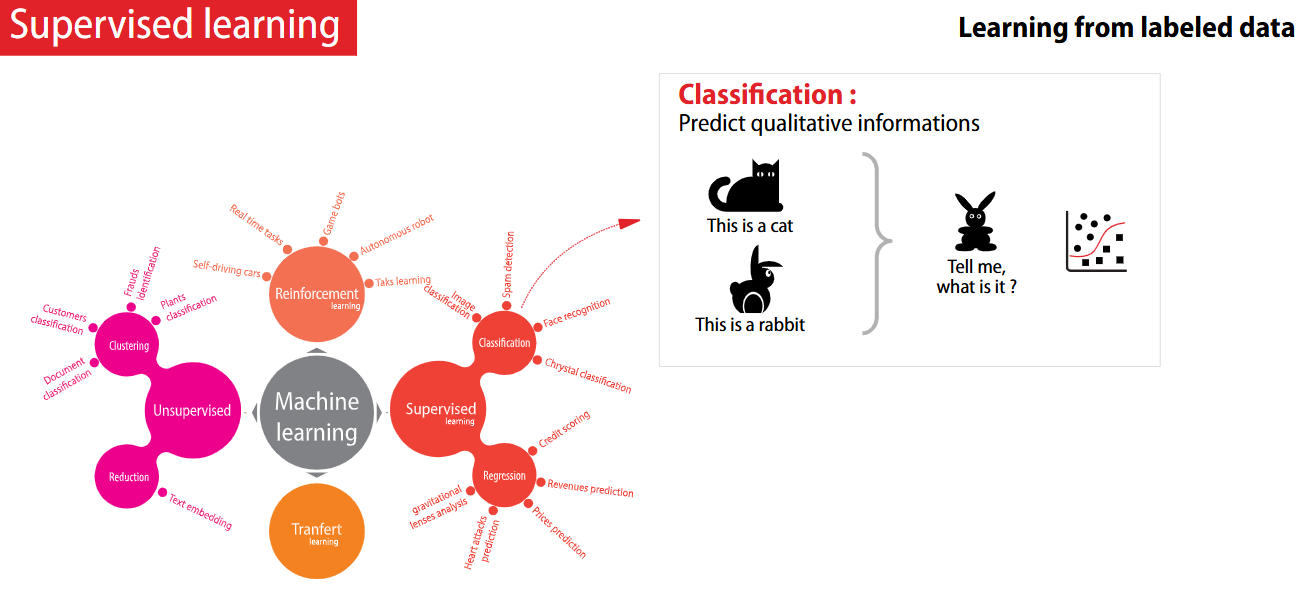 Supervised learning
Learning from labeled data
Classification :
Predict qualitative informations
This is a cat
This is a rabbit
Tell me,
what is it ?
Real time tasks
Game bots
Autonomous robot
Self-driving cars
Taks learning
Reinforcement
learning
Frauds
Identification
Plants
classification
Customers
classification
Document
classification
Clustering
Unsupervised
Reduction
Text embedding
Machine
learning
Tranfert
learning
Supervised
learning
Image
classification
Spam detection
Face recognition
Chrystal classification
Classification
Regression
Credit scoring
Revenues prediction
Prices prediction
Heart attacks
prediction
gravitational
lenses analysis